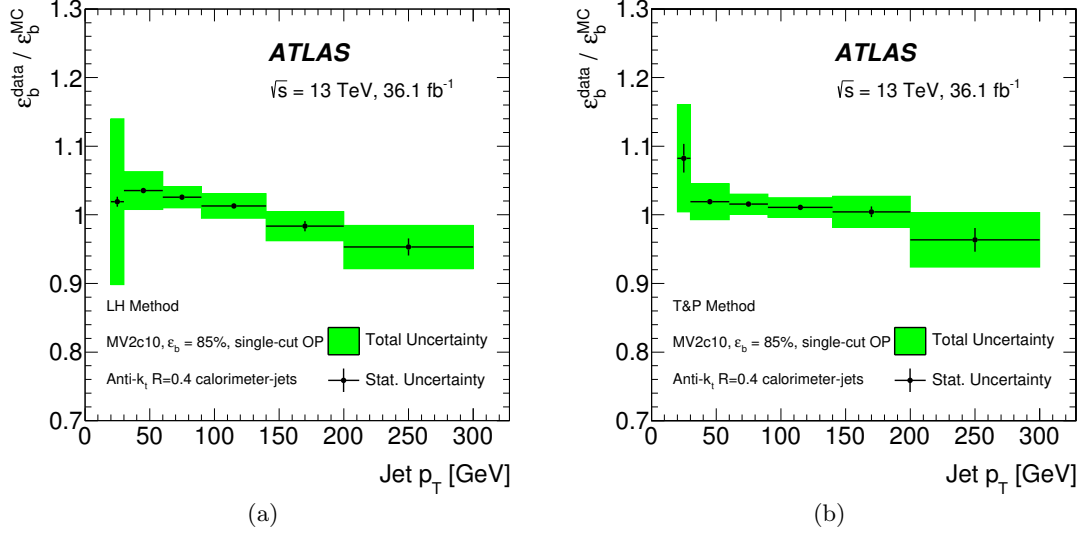 ε_b^data / ε_b^MC
1.3
1.2
1.1
1
0.9
0.8
0.7
ATLAS
√s = 13 TeV, 36.1 fb⁻¹
LH Method
MV2c10, ε_b = 85%, single-cut OP
Total Uncertainty
Anti-k_t R=0.4 calorimeter-jets
Stat. Uncertainty
0 50 100 150 200 250 300
Jet p_T [GeV]
(a)
ε_b^data / ε_b^MC
1.3
1.2
1.1
1
0.9
0.8
0.7
ATLAS
√s = 13 TeV, 36.1 fb⁻¹
T&P Method
MV2c10, ε_b = 85%, single-cut OP
Total Uncertainty
Anti-k_t R=0.4 calorimeter-jets
Stat. Uncertainty
0 50 100 150 200 250 300
Jet p_T [GeV]
(b)